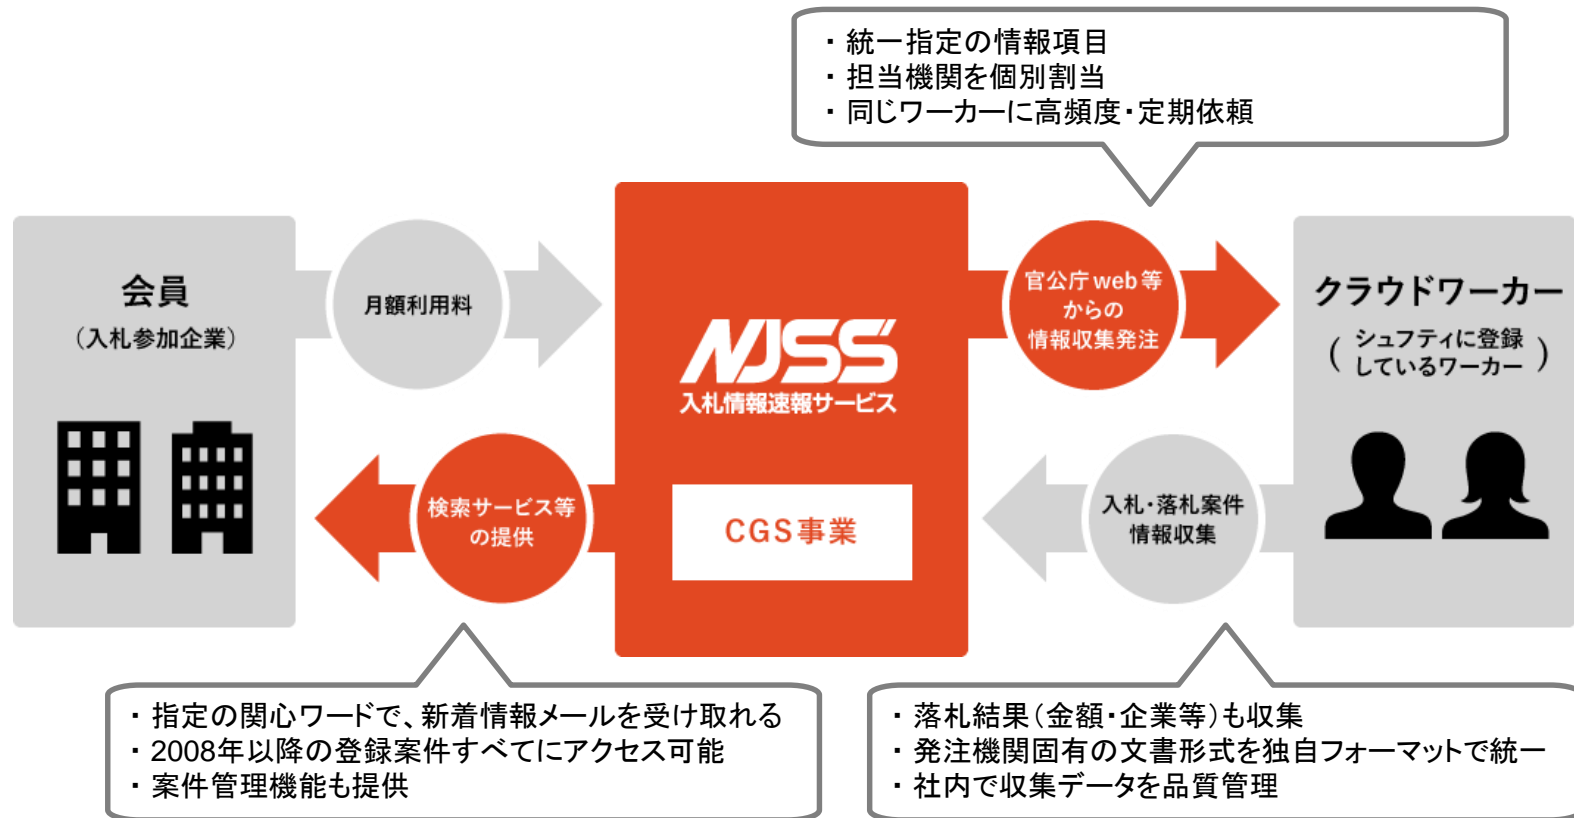 ・ 統一指定の情報項目
・ 担当機関を個別割当
・ 同じワーカーに高頻度・定期依頼
会員
(入札参加企業)
月額利用料
NJSS
入札情報速報サービス
官公庁web等
からの
情報収集発注
クラウドワーカー
( シュフティに登録
しているワーカー )
検索サービス等
の提供
CGS事業
入札・落札案件
情報収集
・ 指定の関心ワードで、新着情報メールを受け取れる
・ 2008年以降の登録案件すべてにアクセス可能
・ 案件管理機能も提供
・ 落札結果(金額・企業等)も収集
・ 発注機関固有の文書形式を独自フォーマットで統一
・ 社内で収集データを品質管理